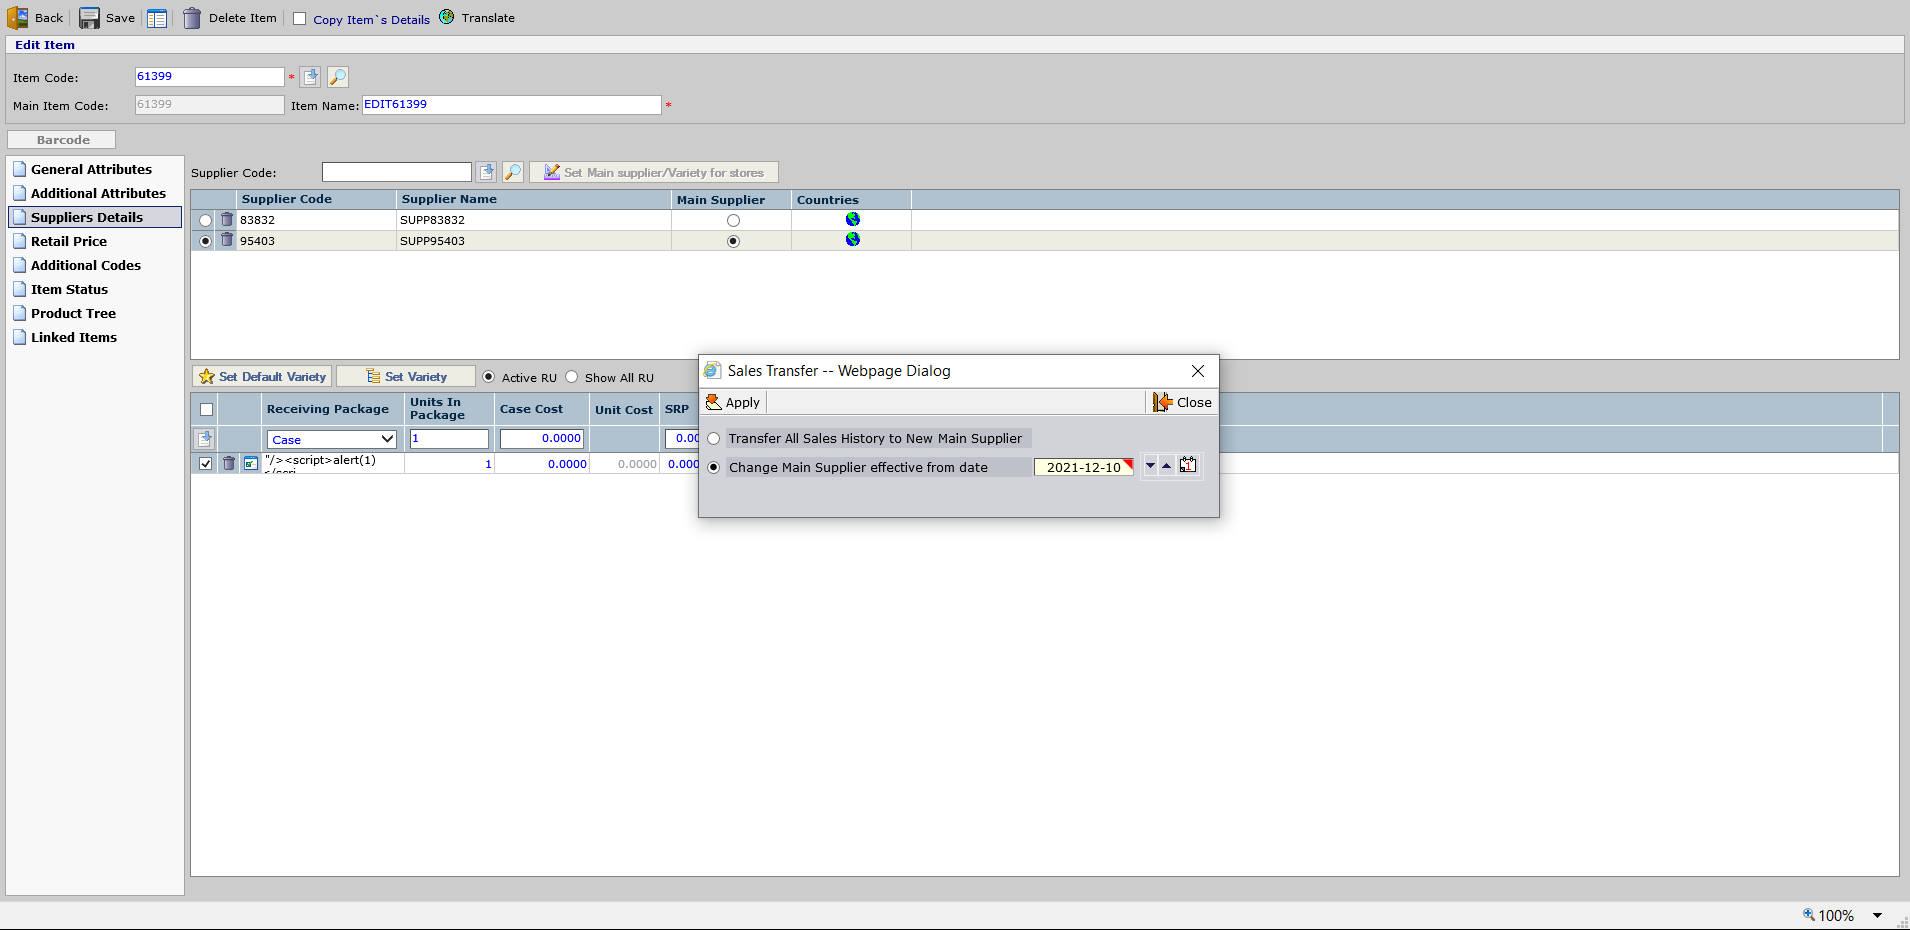 Back Save Delete Item Copy Item`s Details Translate
Edit Item
Item Code: 61399 *
Main Item Code: 61399 Item Name: EDIT61399 *
Barcode
General Attributes
Additional Attributes
Suppliers Details
Retail Price
Additional Codes
Item Status
Product Tree
Linked Items
Supplier Code: Set Main supplier/Variety for stores
Supplier Code Supplier Name Main Supplier Countries
83832 SUPP83832
95403 SUPP95403
Set Default Variety Set Variety Active RU Show All RU
Receiving Package Units In Package Case Cost Unit Cost SRP
Case 1 0.0000 0.00
"/><script>alert(1) 1 0.0000 0.0000 0.000
Sales Transfer -- Webpage Dialog
Apply Close
Transfer All Sales History to New Main Supplier
Change Main Supplier effective from date 2021-12-10
100%